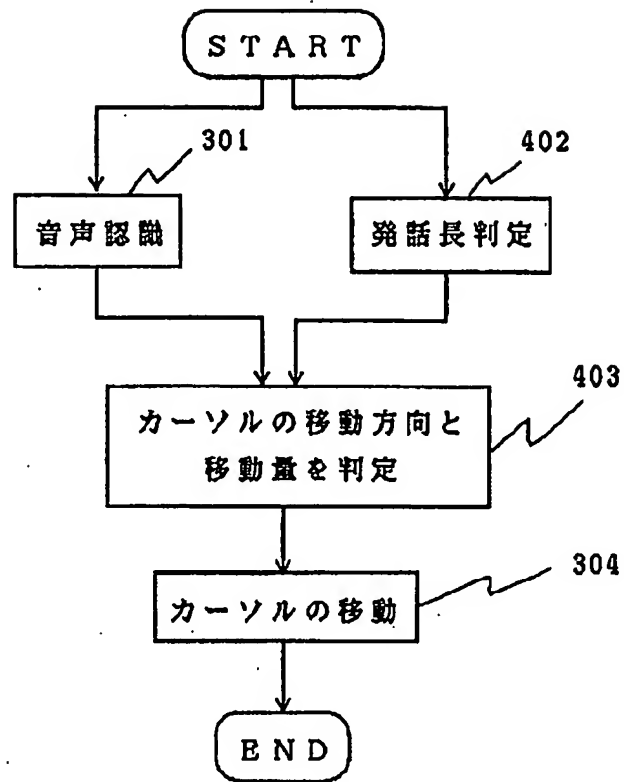 START
301
402
音声認識
発話長判定
403
カーソルの移動方向と
移動量を判定
304
カーソルの移動
END